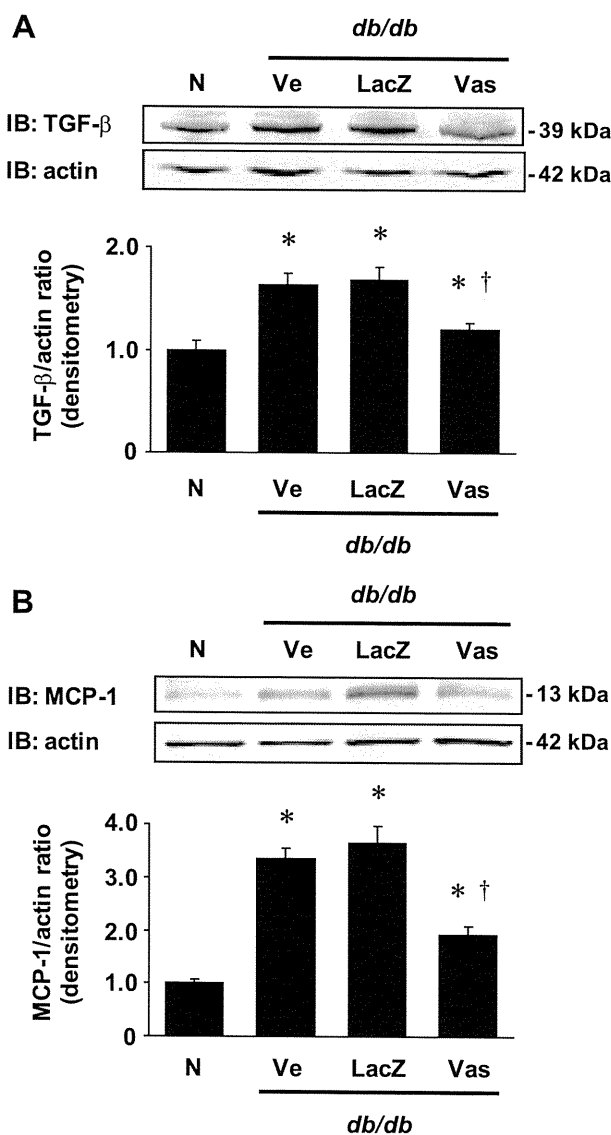 A
db/db
N Ve LacZ Vas
IB: TGF-β -39 kDa
IB: actin -42 kDa
TGF-β/actin ratio
(densitometry)
2.0
1.0
0
* * * †
N Ve LacZ Vas
db/db
B
db/db
N Ve LacZ Vas
IB: MCP-1 -13 kDa
IB: actin -42 kDa
MCP-1/actin ratio
(densitometry)
4.0
3.0
2.0
1.0
0
* * * †
N Ve LacZ Vas
db/db